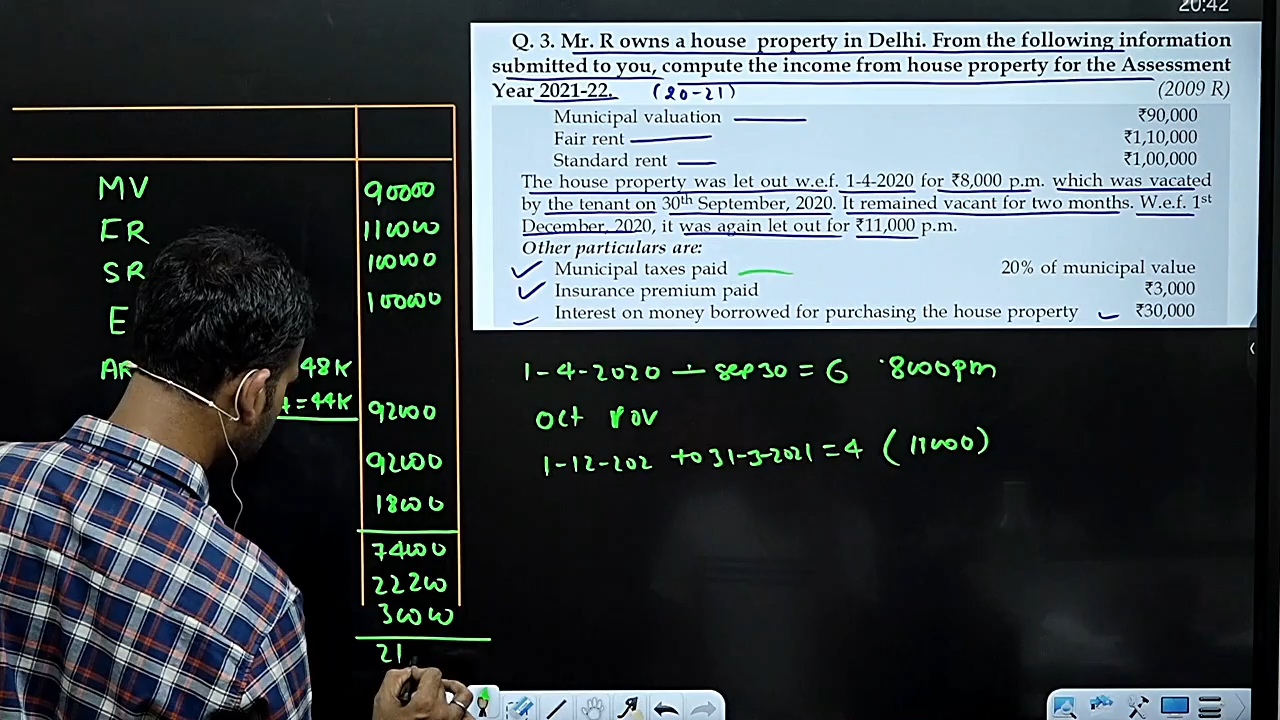 20:42
Q. 3. Mr. R owns a house property in Delhi. From the following information
submitted to you, compute the income from house property for the Assessment
Year 2021-22. (20-21) (2009 R)
Municipal valuation ₹90,000
Fair rent ₹1,10,000
Standard rent ₹1,00,000
The house property was let out w.e.f. 1-4-2020 for ₹8,000 p.m. which was vacated
by the tenant on 30th September, 2020. It remained vacant for two months. W.e.f. 1st
December, 2020, it was again let out for ₹11,000 p.m.
Other particulars are:
Municipal taxes paid 20% of municipal value
Insurance premium paid ₹3,000
Interest on money borrowed for purchasing the house property ₹30,000
MV 90000
FR 110000
SR 100000
E 100000
AR 48K
= 44K 92000
92000
18000
74000
22200
30000
21
1-4-2020 - sep 30 = 6 8000pm
Oct Nov
1-12-202 to 31-3-2021 = 4 (11000)